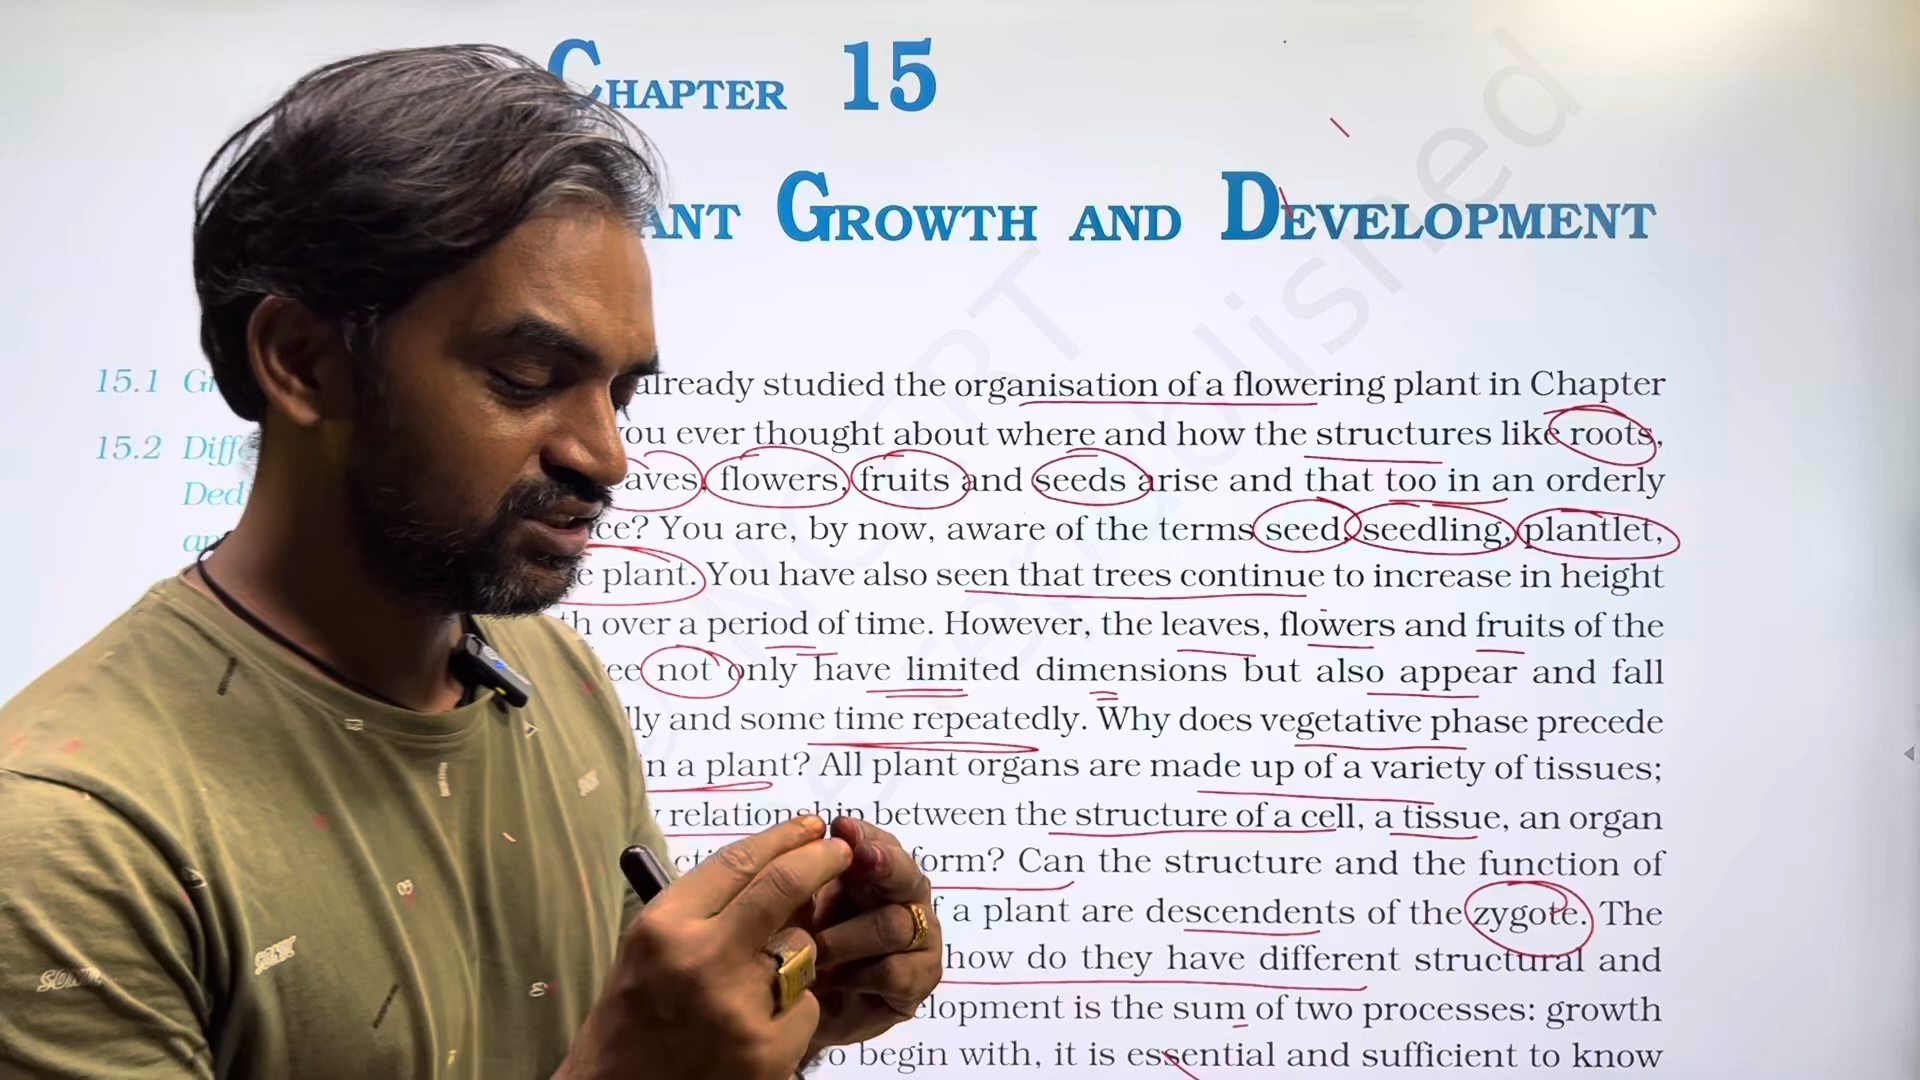 CHAPTER 15
GROWTH AND DEVELOPMENT
15.1 already studied the organisation of a flowering plant in Chapter
15.2 you ever thought about where and how the structures like roots,
flowers, fruits and seeds arise and that too in an orderly
You are, by now, aware of the terms seed, seedling, plantlet,
plant. You have also seen that trees continue to increase in height
over a period of time. However, the leaves, flowers and fruits of the
not only have limited dimensions but also appear and fall
and some time repeatedly. Why does vegetative phase precede
in a plant? All plant organs are made up of a variety of tissues;
relationship between the structure of a cell, a tissue, an organ
form? Can the structure and the function of
a plant are descendents of the zygote. The
how do they have different structural and
is the sum of two processes: growth
begin with, it is essential and sufficient to know
NCERT